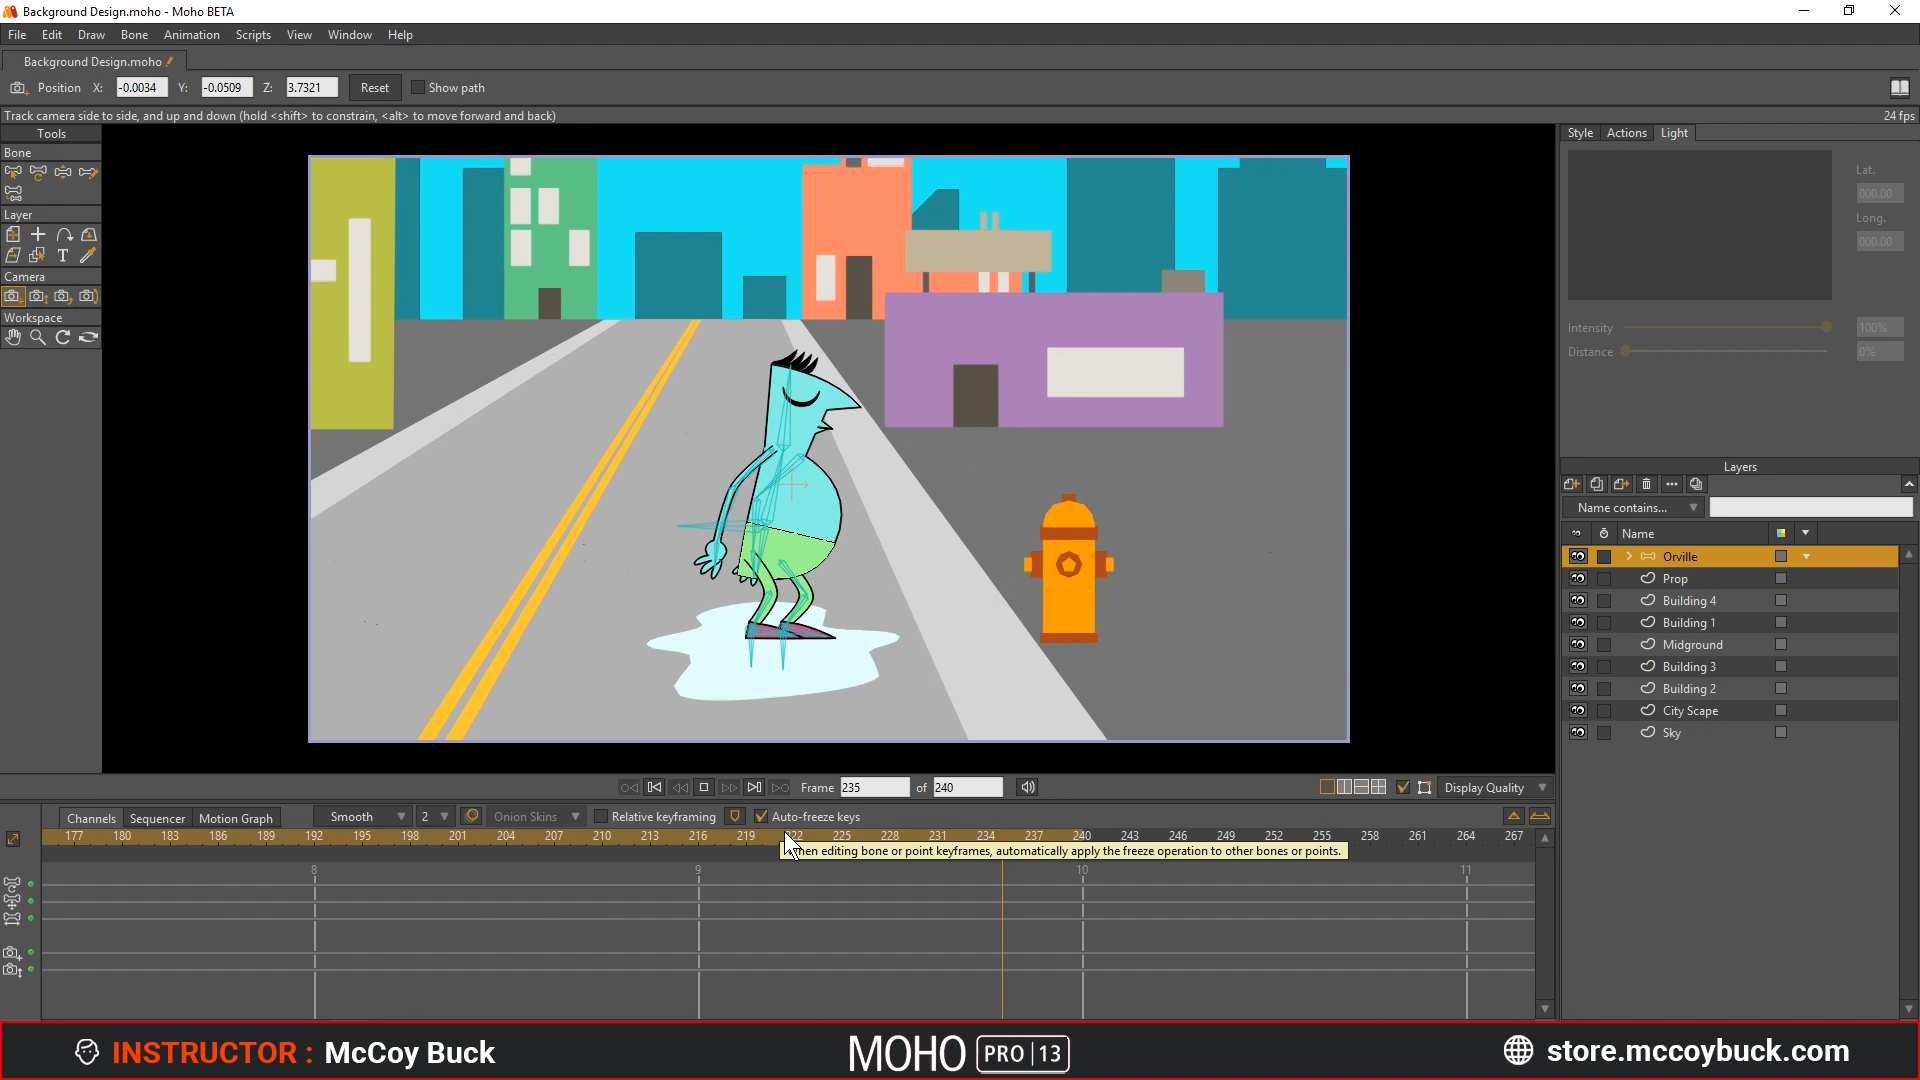 Background Design.moho - Moho BETA
File Edit Draw Bone Animation Scripts View Window Help
Background Design.moho
Position X: -0.0034 Y: -0.0509 Z: 3.7321 Reset Show path
Track camera side to side, and up and down (hold <shift> to constrain, <alt> to move forward and back) 24 fps
Tools
Bone
Layer
T
Camera
Workspace
Style Actions Light
Lat.
000.00
Long.
000.00
Intensity 100%
Distance 0%
Layers
Name contains...
Name
Orville
Prop
Building 4
Building 1
Midground
Building 3
Building 2
City Scape
Sky
Frame 235 of 240 Display Quality
Channels Sequencer Motion Graph Smooth 2 Onion Skins Relative keyframing Auto-freeze keys
177 180 183 186 189 192 195 198 201 204 207 210 213 216 219 222 225 228 231 234 237 240 243 246 249 252 255 258 261 264 267
hen editing bone or point keyframes, automatically apply the freeze operation to other bones or points.
8 9 10 11
INSTRUCTOR : McCoy Buck MOHO PRO 13 store.mccoybuck.com